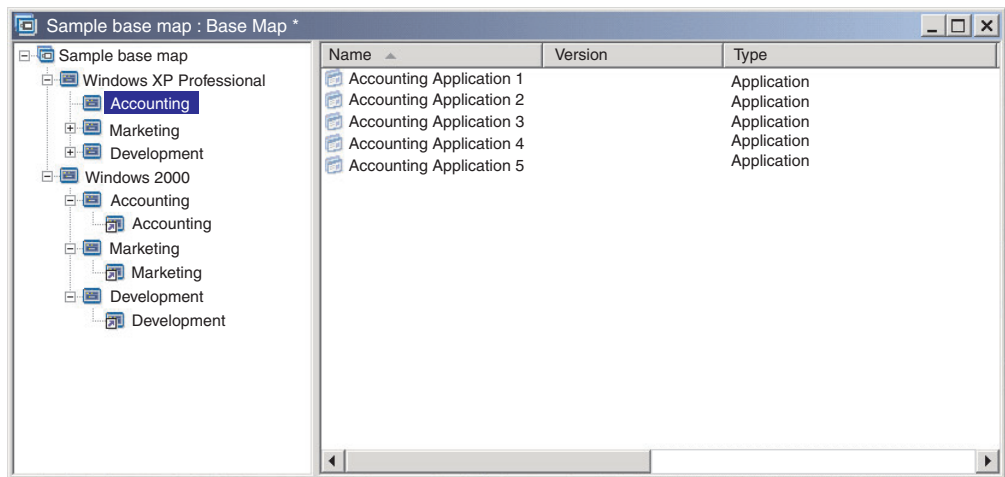 Sample base map : Base Map *
Sample base map
Windows XP Professional
Accounting
Marketing
Development
Windows 2000
Accounting
Accounting
Marketing
Marketing
Development
Development
Name Version Type
Accounting Application 1 Application
Accounting Application 2 Application
Accounting Application 3 Application
Accounting Application 4 Application
Accounting Application 5 Application